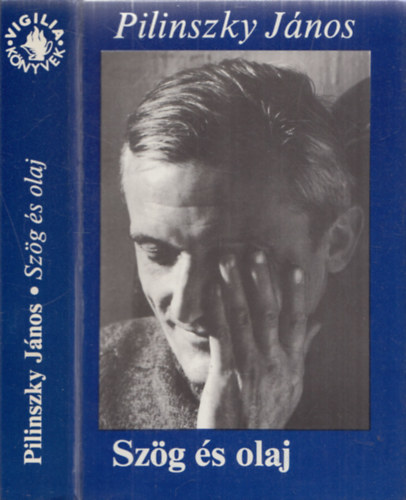 VIGILIA
KÖNYVEK
Pilinszky János • Szög és olaj
Pilinszky János
Szög és olaj